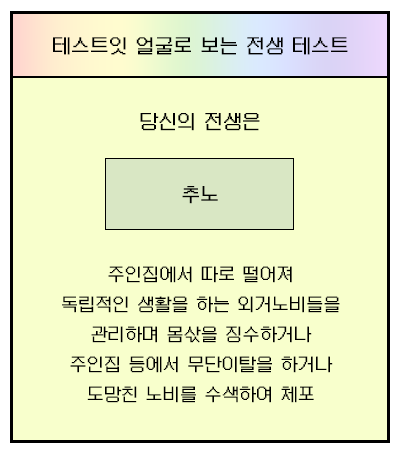 테스트잇 얼굴로 보는 전생 테스트
당신의 전생은
추노
주인집에서 따로 떨어져
독립적인 생활을 하는 외거노비들을
관리하며 몸삯을 징수하거나
주인집 등에서 무단이탈을 하거나
도망친 노비를 수색하여 체포